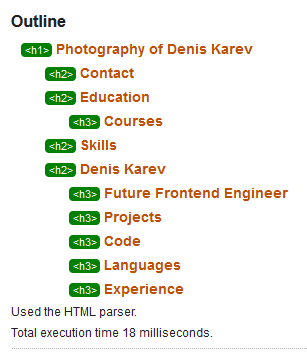 Outline
<h1> Photography of Denis Karev
<h2> Contact
<h2> Education
<h3> Courses
<h2> Skills
<h2> Denis Karev
<h3> Future Frontend Engineer
<h3> Projects
<h3> Code
<h3> Languages
<h3> Experience
Used the HTML parser.
Total execution time 18 milliseconds.